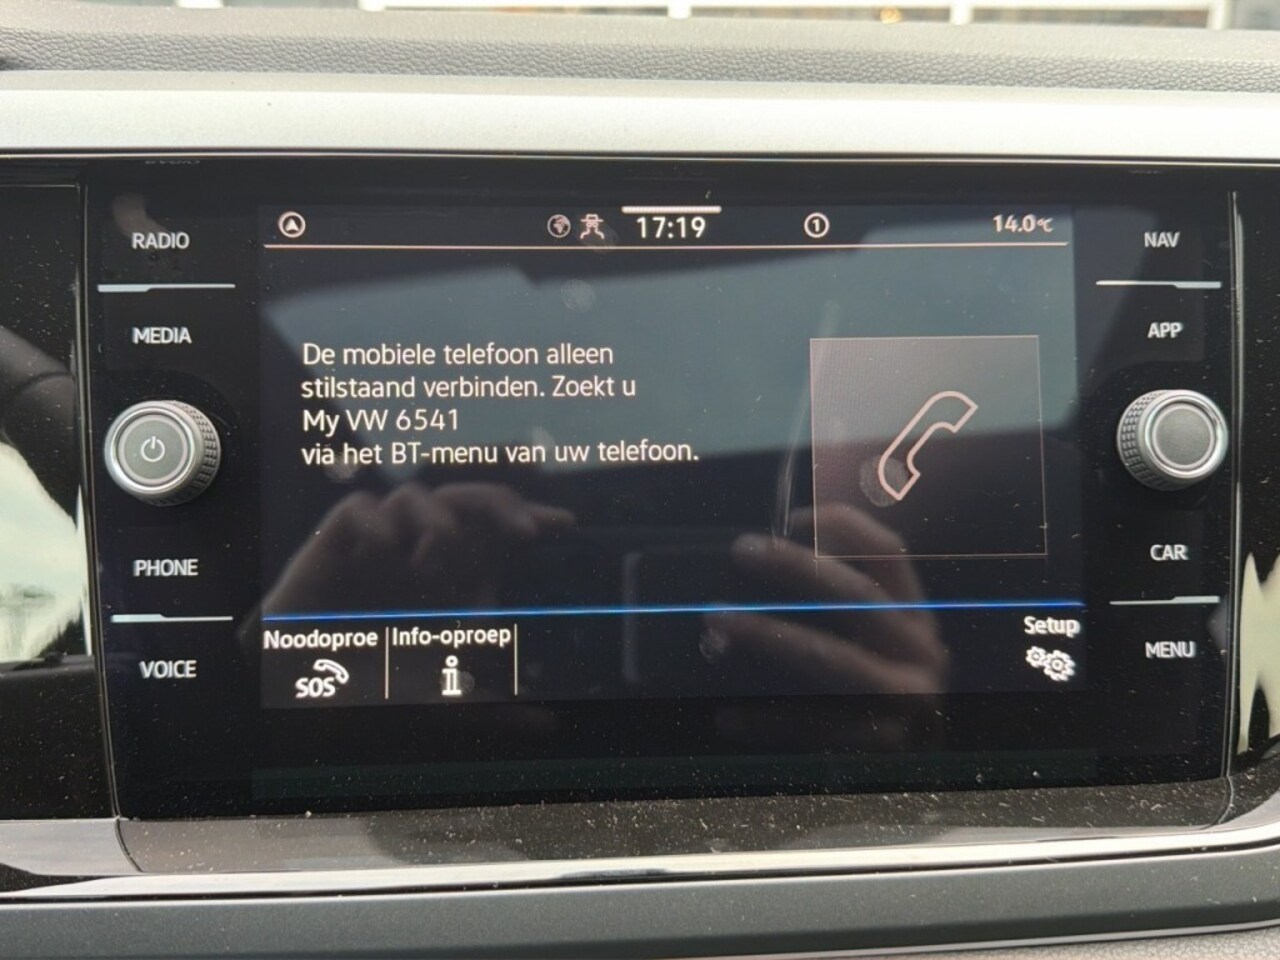 RADIO
MEDIA
PHONE
VOICE
17:19
1
14.0°C
De mobiele telefoon alleen
stilstaand verbinden. Zoekt u
My VW 6541
via het BT-menu van uw telefoon.
Noodoproe
SOS
Info-oproep
i
Setup
NAV
APP
CAR
MENU